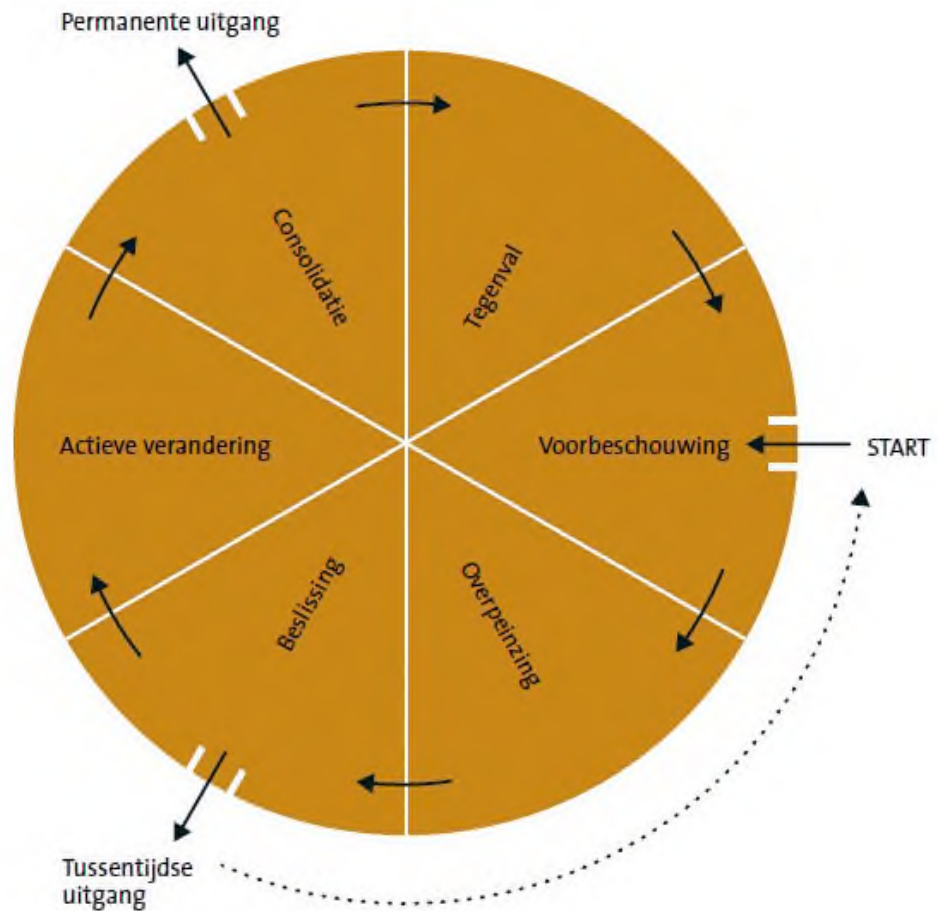 Permanente uitgang
Consolidatie
Tegenval
Actieve verandering
Voorbeschouwing
START
Beslissing
Overpeinzing
Tussentijdse
uitgang